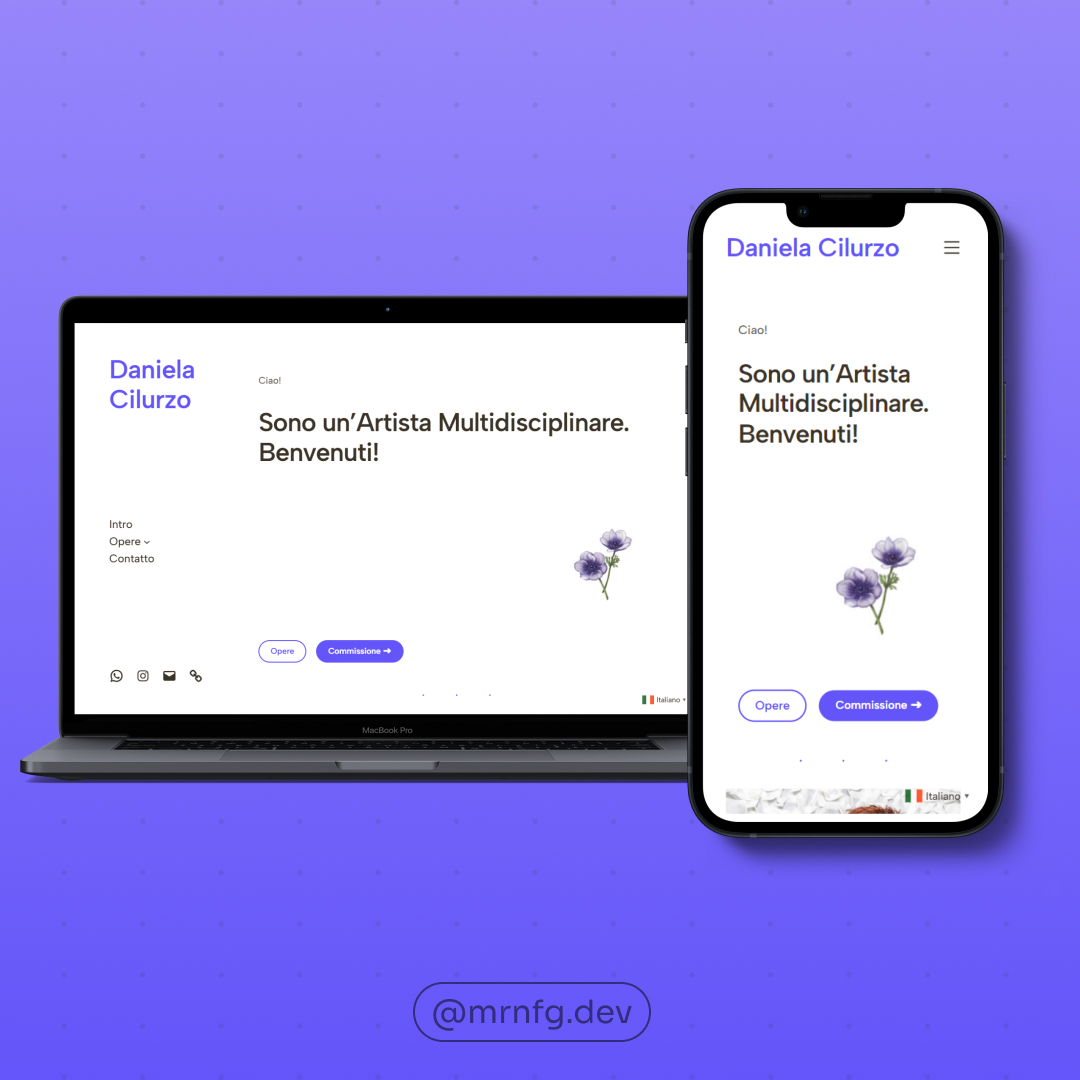 Daniela
Cilurzo
Ciao!
Sono un’Artista Multidisciplinare.
Benvenuti!
Intro
Opere
Contatto
Opere
Commissione ➔
Italiano
MacBook Pro
Daniela Cilurzo
Ciao!
Sono un’Artista
Multidisciplinare.
Benvenuti!
Opere
Commissione ➔
Italiano
@mrnfg.dev